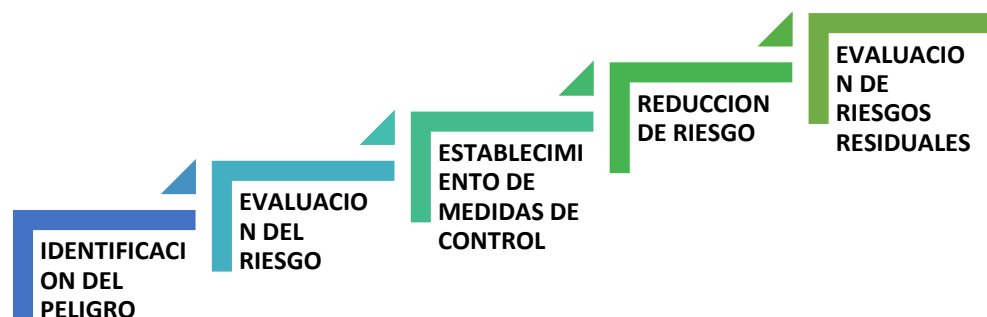 IDENTIFICACI
ON DEL
PELIGRO
EVALUACIO
N DEL
RIESGO
ESTABLECIMI
ENTO DE
MEDIDAS DE
CONTROL
REDUCCION
DE RIESGO
EVALUACIO
N DE
RIESGOS
RESIDUALES